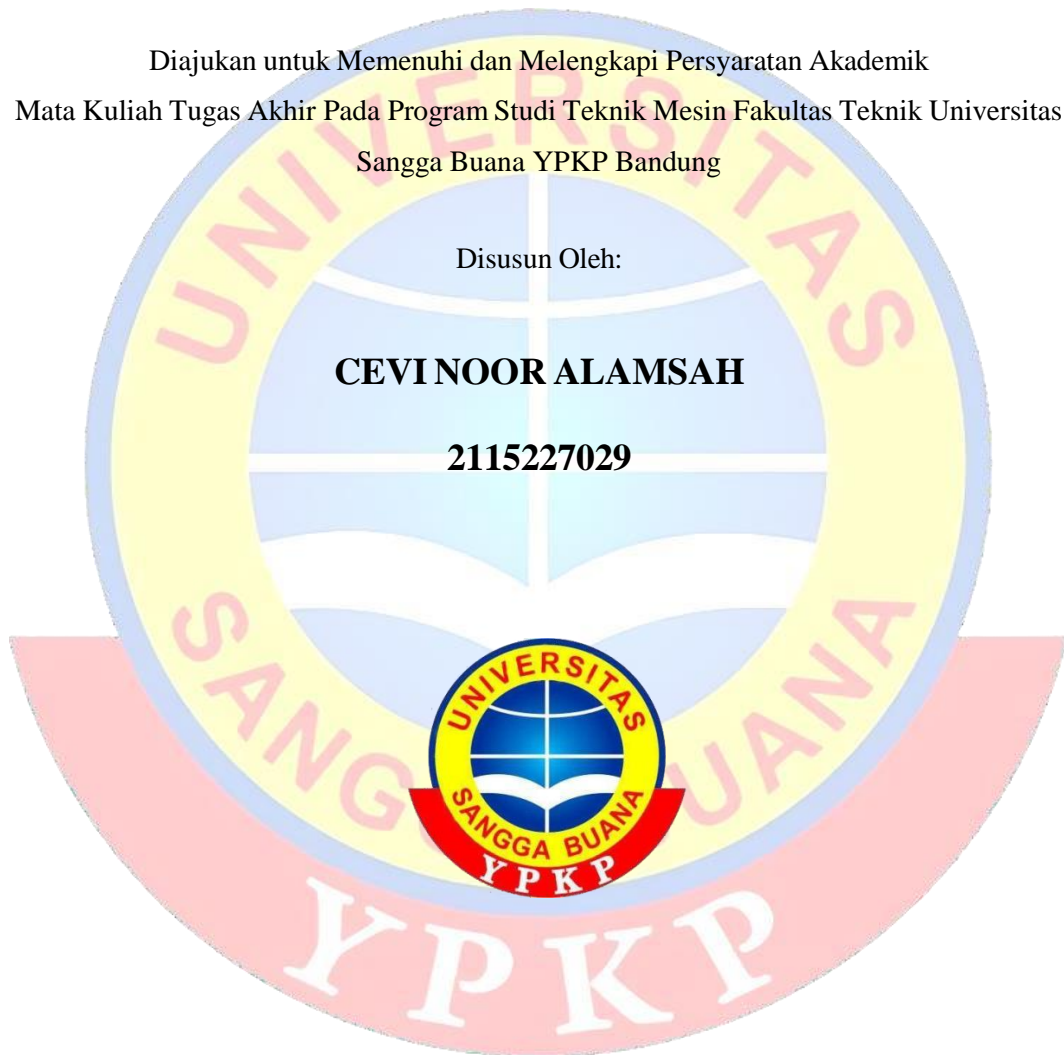 Diajukan untuk Memenuhi dan Melengkapi Persyaratan Akademik
Mata Kuliah Tugas Akhir Pada Program Studi Teknik Mesin Fakultas Teknik Universitas
Sangga Buana YPKP Bandung
Disusun Oleh:
CEVI NOOR ALAMSAH
2115227029
UNIVERSITAS
SANGGA BUANA
YPKP
UNIVERSITAS
SANGGA BUANA
YPKP